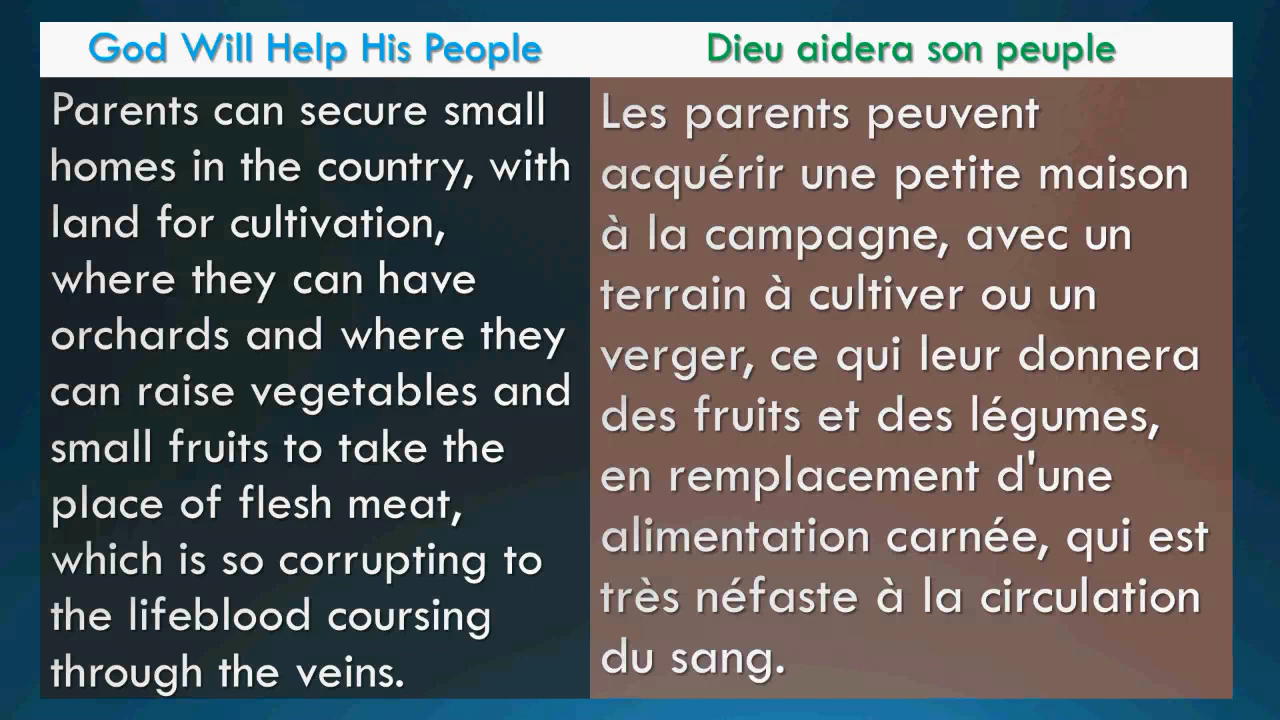 God Will Help His People
Parents can secure small
homes in the country, with
land for cultivation,
where they can have
orchards and where they
can raise vegetables and
small fruits to take the
place of flesh meat,
which is so corrupting to
the lifeblood coursing
through the veins.
Dieu aidera son peuple
Les parents peuvent
acquérir une petite maison
à la campagne, avec un
terrain à cultiver ou un
verger, ce qui leur donnera
des fruits et des légumes,
en remplacement d'une
alimentation carnée, qui est
très néfaste à la circulation
du sang.